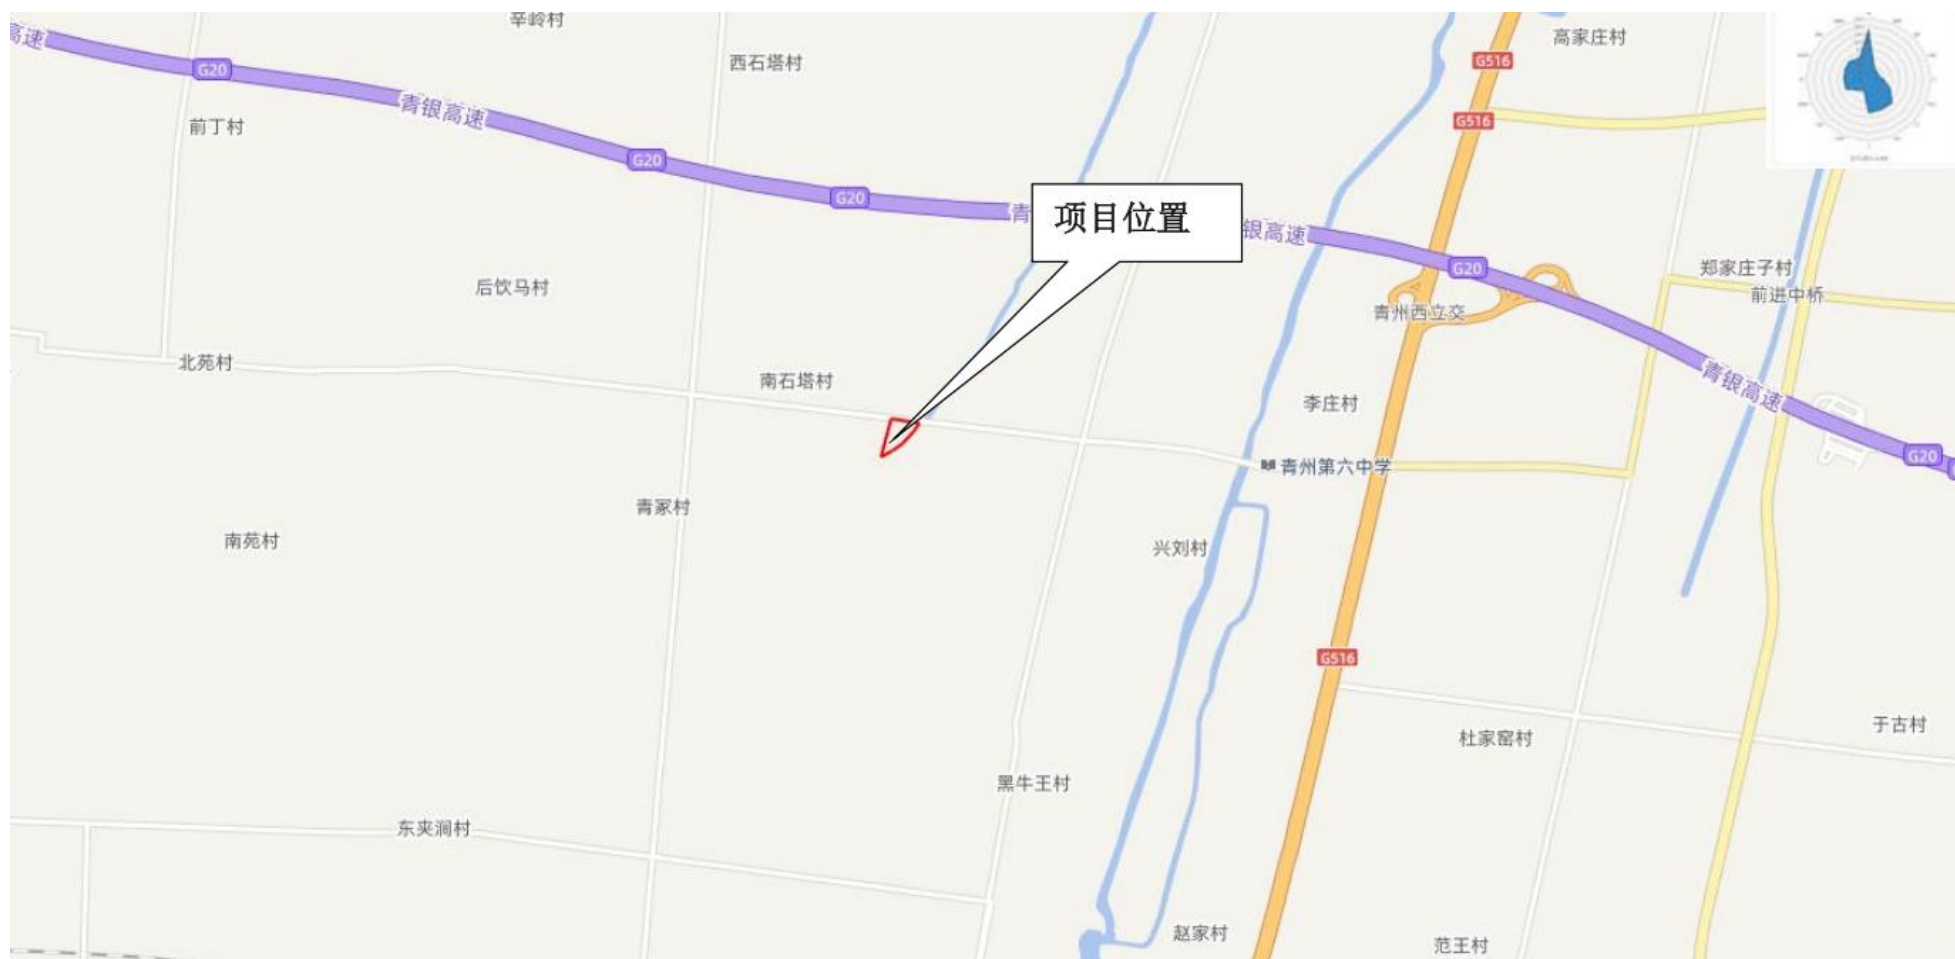 辛岭村
高速
高家庄村
西石塔村
G516
G20
青银高速
前丁村
G516
G20
G20
青
项目位置
银高速
G20
郑家庄子村
前进中桥
后饮马村
青州西立交
北苑村
南石塔村
李庄村
青银高速
G20
青州第六中学
青冢村
南苑村
兴刘村
G516
于古村
杜家窑村
黑牛王村
东夹涧村
赵家村
范王村